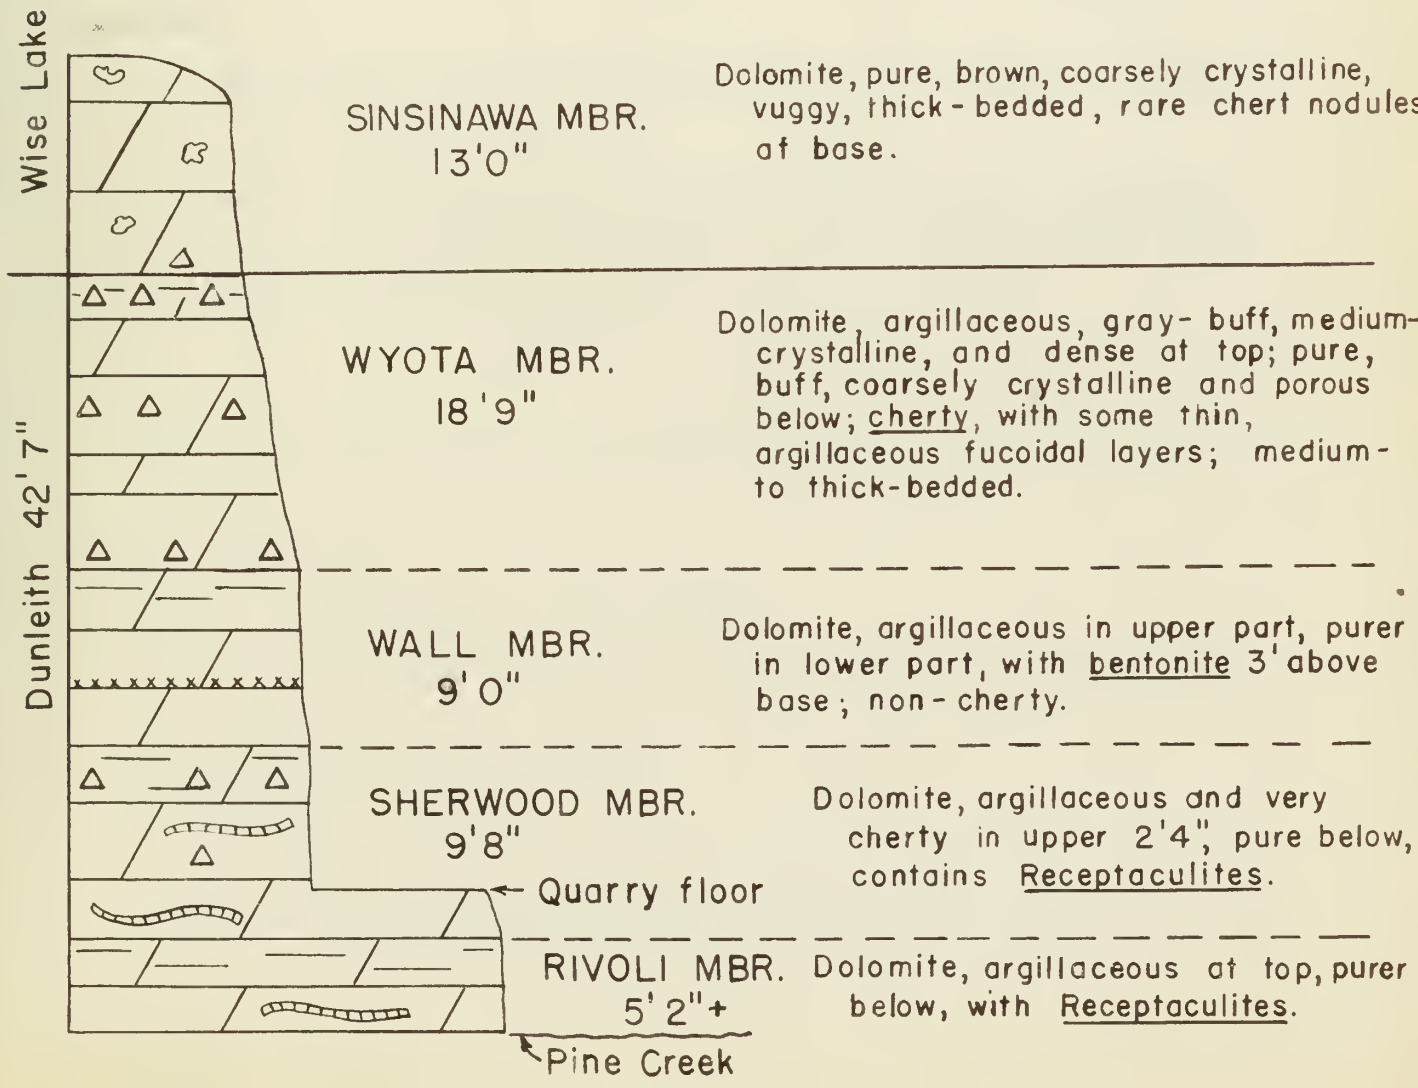 Wise Lake
SINSINAWA MBR.
13'0"
Dolomite, pure, brown, coarsely crystalline,
vuggy, thick-bedded, rare chert nodules
at base.
Dunleith 42' 7"
WYOTA MBR.
18'9"
Dolomite, argillaceous, gray-buff, medium-
crystalline, and dense at top; pure,
buff, coarsely crystalline and porous
below; cherty, with some thin,
argillaceous fucoidal layers; medium-
to thick-bedded.
WALL MBR.
9'0"
Dolomite, argillaceous in upper part, purer
in lower part, with bentonite 3' above
base; non-cherty.
SHERWOOD MBR.
9'8"
Dolomite, argillaceous and very
cherty in upper 2'4", pure below,
contains Receptaculites.
Quarry floor
RIVOLI MBR.
5'2"+
Dolomite, argillaceous at top, purer
below, with Receptaculites.
Pine Creek